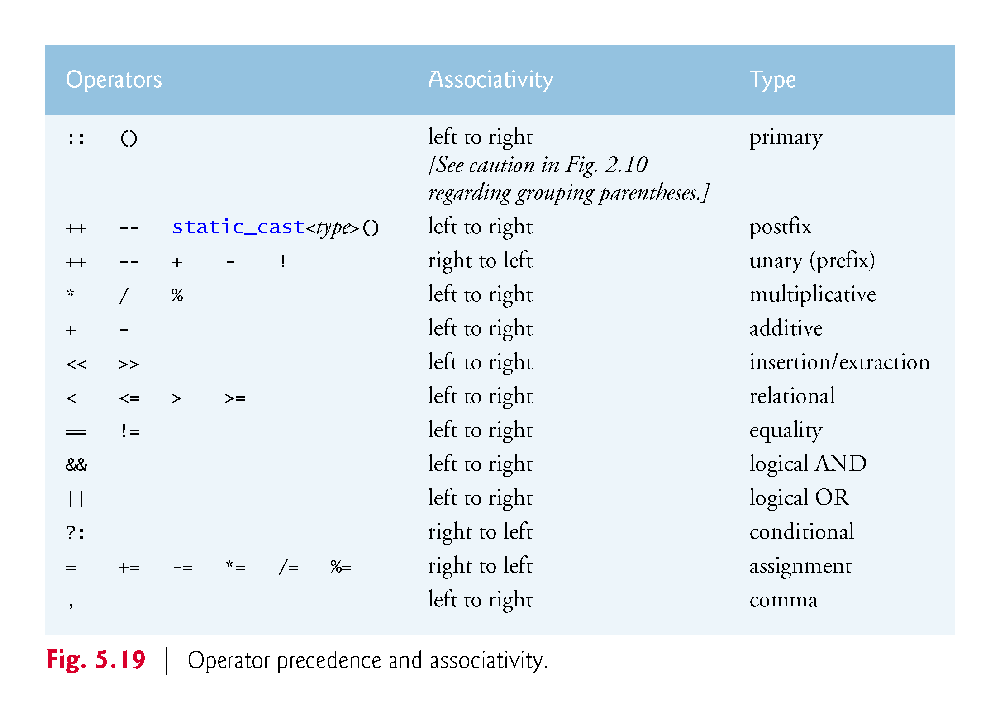 Operators Associativity Type
:: () left to right primary
[See caution in Fig. 2.10
regarding grouping parentheses.]
++ -- static_cast<type>() left to right postfix
++ -- + - ! right to left unary (prefix)
* / % left to right multiplicative
+ - left to right additive
<< >> left to right insertion/extraction
< <= > >= left to right relational
== != left to right equality
&& left to right logical AND
|| left to right logical OR
?: right to left conditional
= += -= *= /= %= right to left assignment
, left to right comma
Fig. 5.19 | Operator precedence and associativity.